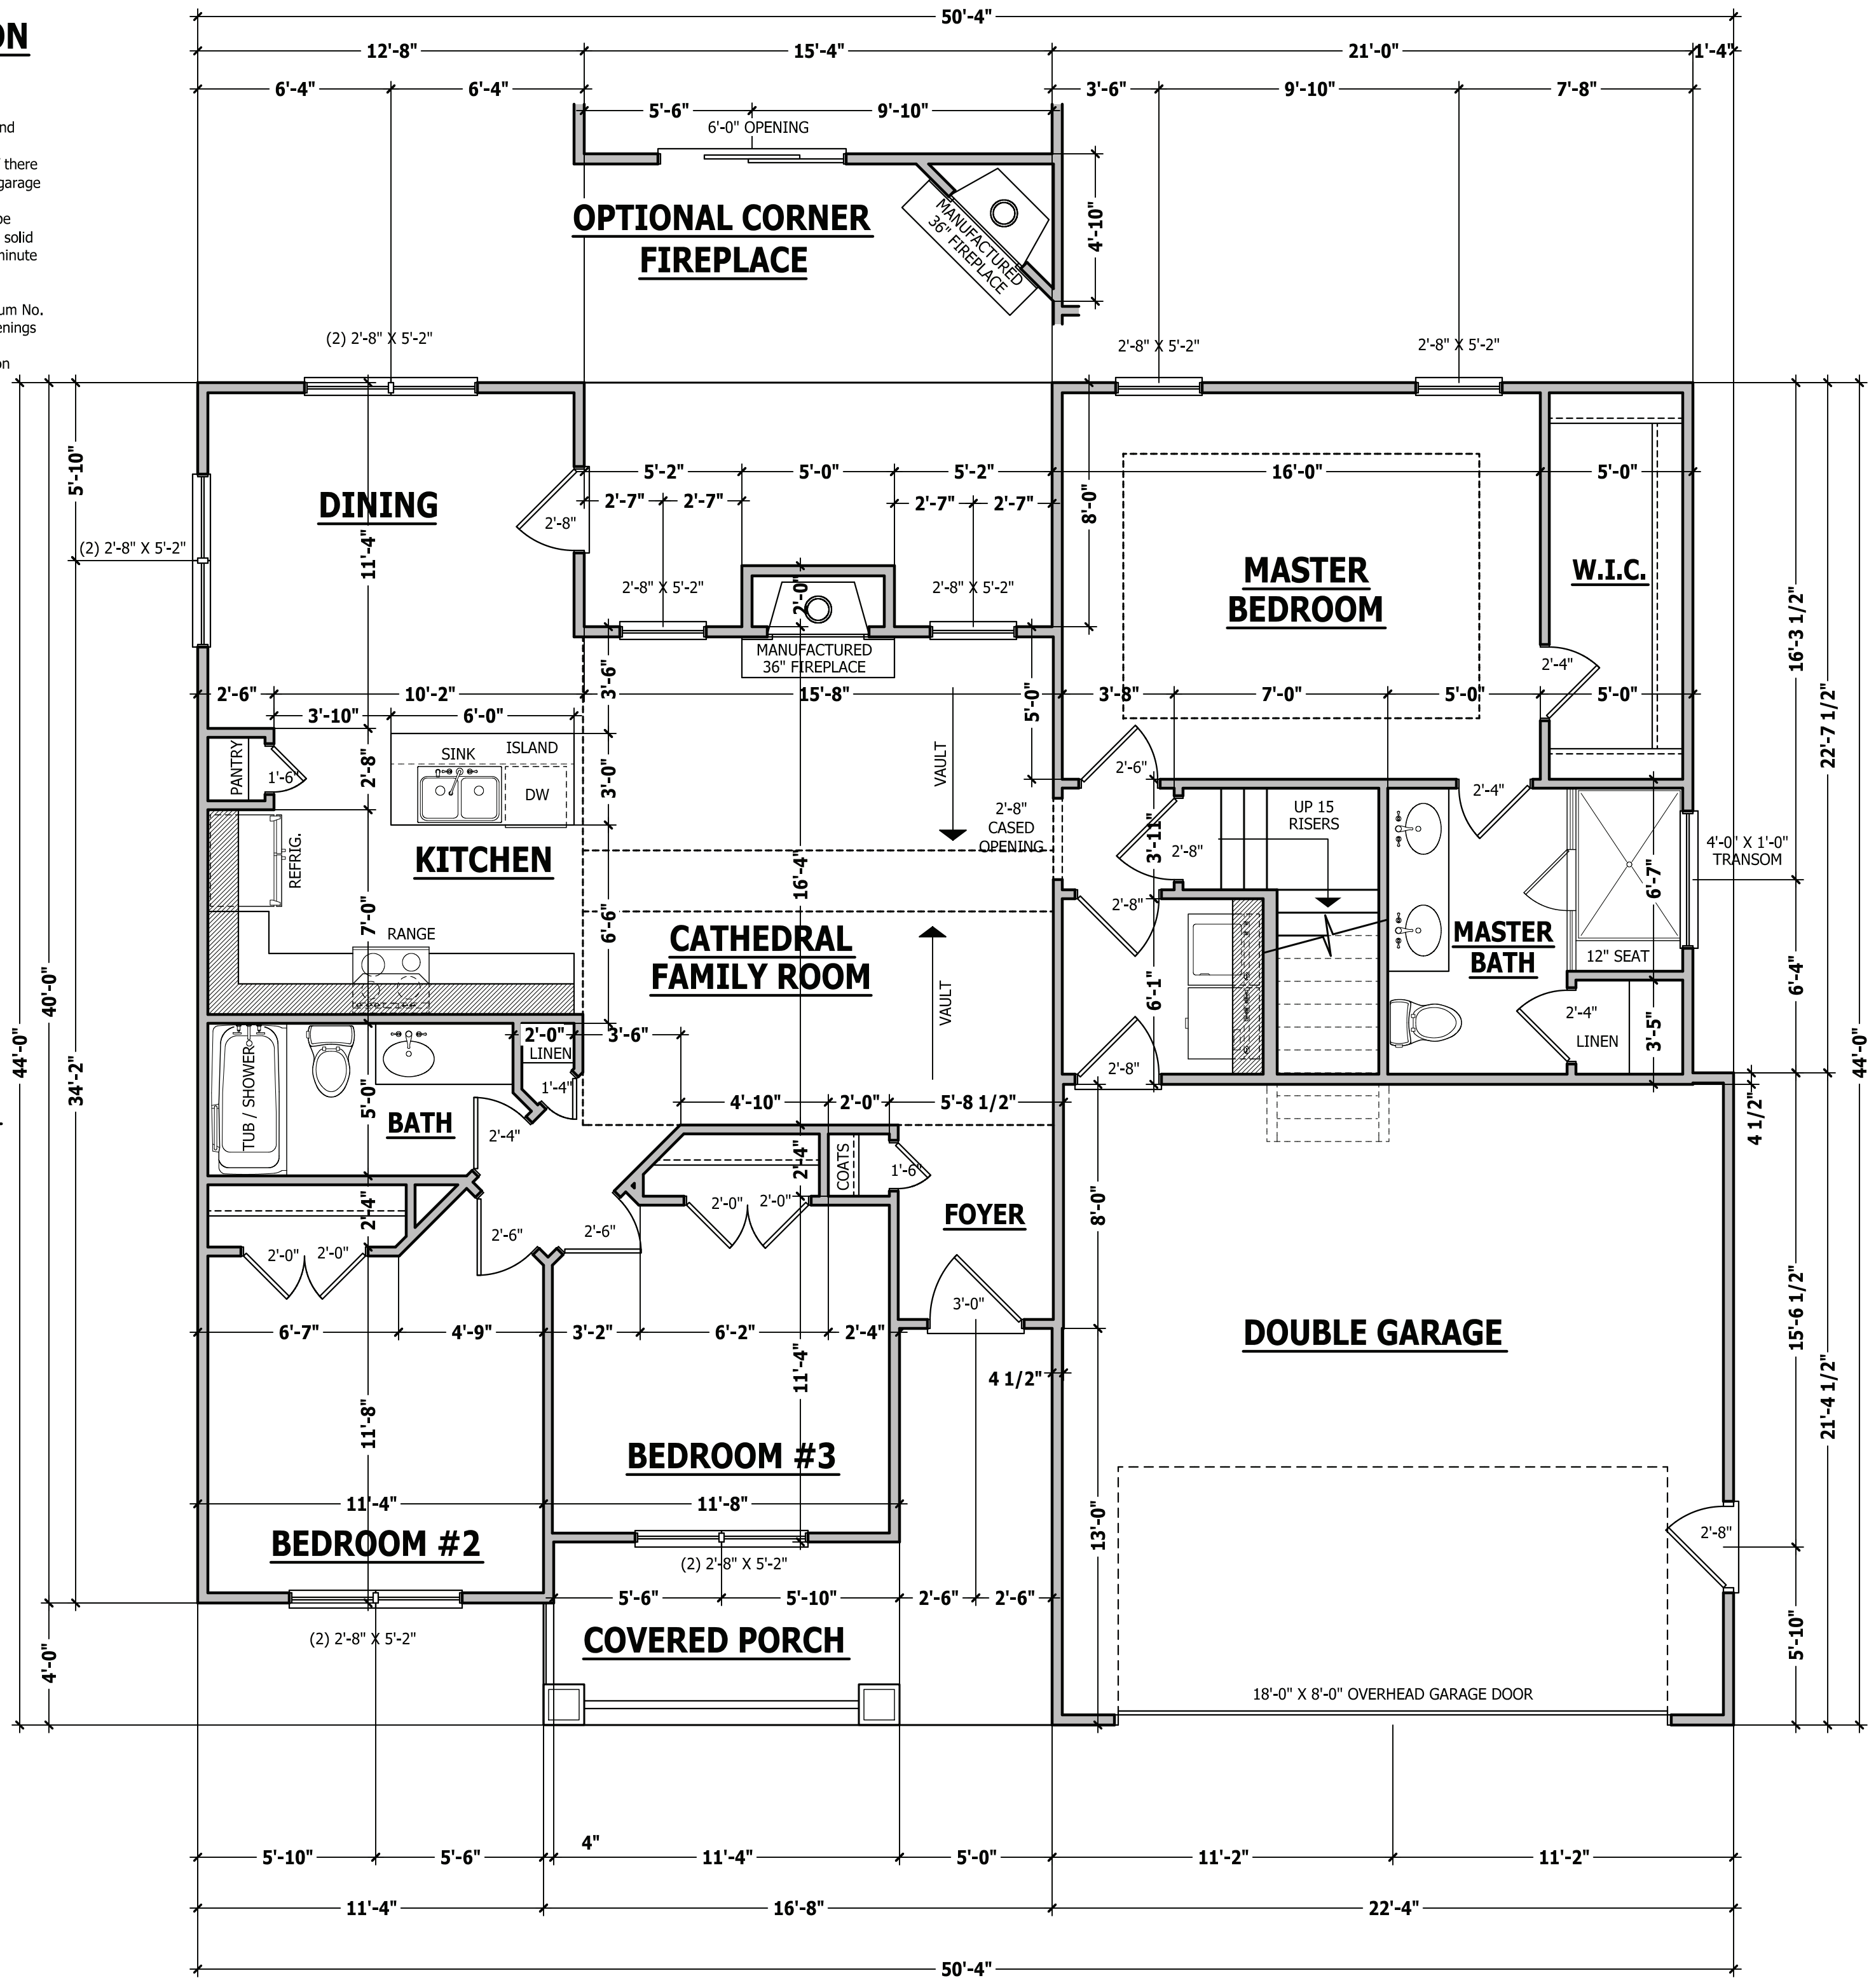 ON
nd
there
garage
be
solid
minute
um No.
enings
on
50'-4"
12'-8"
15'-4"
21'-0"
1'-4"
6'-4"
6'-4"
3'-6"
9'-10"
7'-8"
5'-6"
9'-10"
6'-0" OPENING
OPTIONAL CORNER
FIREPLACE
MANUFACTURED
36" FIREPLACE
4'-10"
(2) 2'-8" X 5'-2"
2'-8" X 5'-2"
2'-8" X 5'-2"
5'-10"
(2) 2'-8" X 5'-2"
DINING
11'-4"
2'-8"
5'-2"
5'-0"
5'-2"
2'-7"
2'-7"
2'-7"
2'-7"
8'-0"
16'-0"
5'-0"
2'-8" X 5'-2"
2'-0"
2'-8" X 5'-2"
MANUFACTURED
36" FIREPLACE
MASTER
BEDROOM
W.I.C.
2'-4"
16'-3 1/2"
22'-7 1/2"
2'-6"
10'-2"
3'-6"
15'-8"
5'-0"
3'-8"
7'-0"
5'-0"
5'-0"
3'-10"
6'-0"
PANTRY
1'-6"
2'-8"
SINK
ISLAND
DW
3'-0"
VAULT
2'-6"
2'-8"
CASED
OPENING
3'-11"
2'-8"
UP 15
RISERS
2'-4"
4'-0" X 1'-0"
TRANSOM
6'-7"
REFRIG.
KITCHEN
16'-4"
7'-0"
RANGE
6'-6"
CATHEDRAL
FAMILY ROOM
VAULT
2'-8"
6'-1"
MASTER
BATH
12" SEAT
6'-4"
40'-0"
44'-0"
34'-2"
2'-4"
LINEN
3'-5"
44'-0"
2'-0"
LINEN
3'-6"
1'-4"
TUB / SHOWER
5'-0"
BATH
2'-4"
4'-10"
2'-0"
5'-8 1/2"
2'-8"
4 1/2"
2'-4"
COATS
1'-6"
2'-4"
2'-0"
2'-0"
2'-6"
2'-6"
2'-0"
2'-0"
FOYER
8'-0"
3'-0"
15'-6 1/2"
21'-4 1/2"
6'-7"
4'-9"
3'-2"
6'-2"
2'-4"
11'-4"
4 1/2"
DOUBLE GARAGE
11'-8"
BEDROOM #3
11'-4"
11'-8"
BEDROOM #2
13'-0"
2'-8"
(2) 2'-8" X 5'-2"
5'-6"
5'-10"
2'-6"
2'-6"
(2) 2'-8" X 5'-2"
COVERED PORCH
4'-0"
5'-10"
18'-0" X 8'-0" OVERHEAD GARAGE DOOR
4"
5'-10"
5'-6"
11'-4"
5'-0"
11'-2"
11'-2"
11'-4"
16'-8"
22'-4"
50'-4"